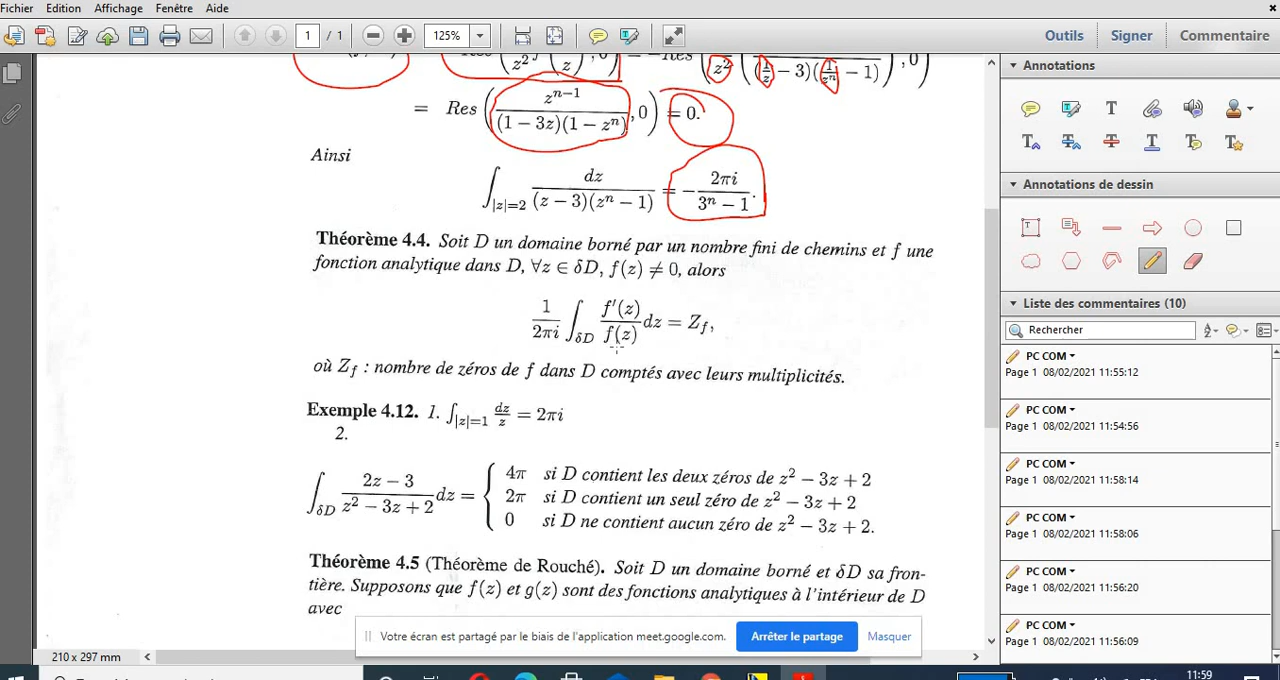 Fichier Edition Affichage Fenêtre Aide ×
1 / 1 125% Outils Signer Commentaire
Annotations
T
T T T T T
Annotations de dessin
T
Liste des commentaires (10)
Rechercher
PC COM
Page 1 08/02/2021 11:55:12
PC COM
Page 1 08/02/2021 11:54:56
PC COM
Page 1 08/02/2021 11:58:14
PC COM
Page 1 08/02/2021 11:58:06
PC COM
Page 1 08/02/2021 11:56:20
PC COM
Page 1 08/02/2021 11:56:09
= Res ( z^{n−1} / (1 − 3z)(1 − z^n) , 0 ) = 0.
Ainsi
∫_{|z|=2} dz / (z − 3)(z^n − 1) = − 2πi / 3^n − 1 .
Théorème 4.4. Soit D un domaine borné par un nombre fini de chemins et f une
fonction analytique dans D, ∀z ∈ δD, f(z) ≠ 0, alors
1/2πi ∫_{δD} f′(z)/f(z) dz = Z_f,
où Z_f : nombre de zéros de f dans D comptés avec leurs multiplicités.
Exemple 4.12. 1. ∫_{|z|=1} dz/z = 2πi
2.
∫_{δD} 2z − 3 / z² − 3z + 2 dz = {
4π si D contient les deux zéros de z² − 3z + 2
2π si D contient un seul zéro de z² − 3z + 2
0 si D ne contient aucun zéro de z² − 3z + 2.
Théorème 4.5 (Théorème de Rouché). Soit D un domaine borné et δD sa fron-
tière. Supposons que f(z) et g(z) sont des fonctions analytiques à l'intérieur de D
avec
Votre écran est partagé par le biais de l'application meet.google.com. Arrêter le partage Masquer
210 x 297 mm
11:59